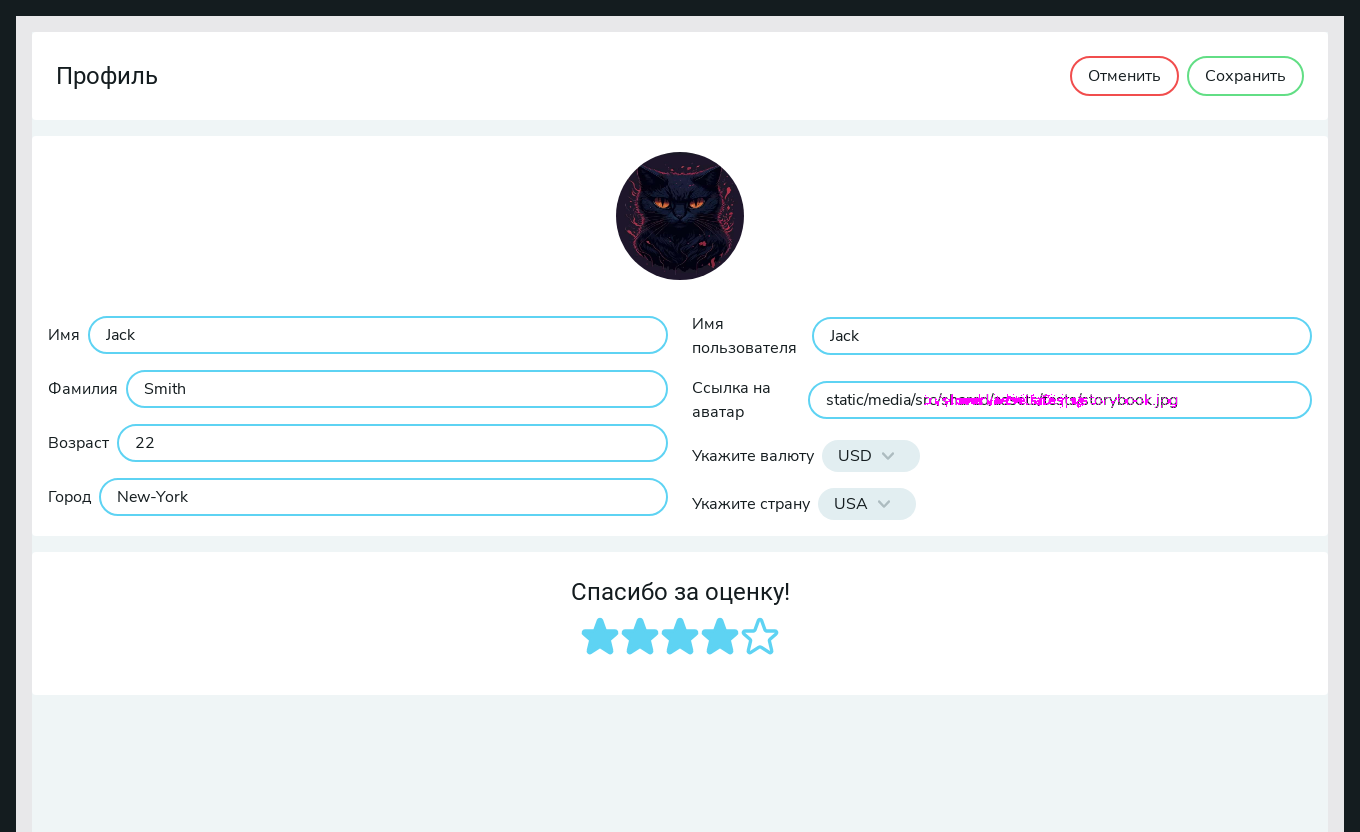 Профиль
Отменить
Сохранить
Имя
Jack
Фамилия
Smith
Возраст
22
Город
New-York
Имя
пользователя
Jack
Ссылка на
аватар
static/media/src/shared/assets/tests/storybook.jpg
Укажите валюту
USD
Укажите страну
USA
Спасибо за оценку!